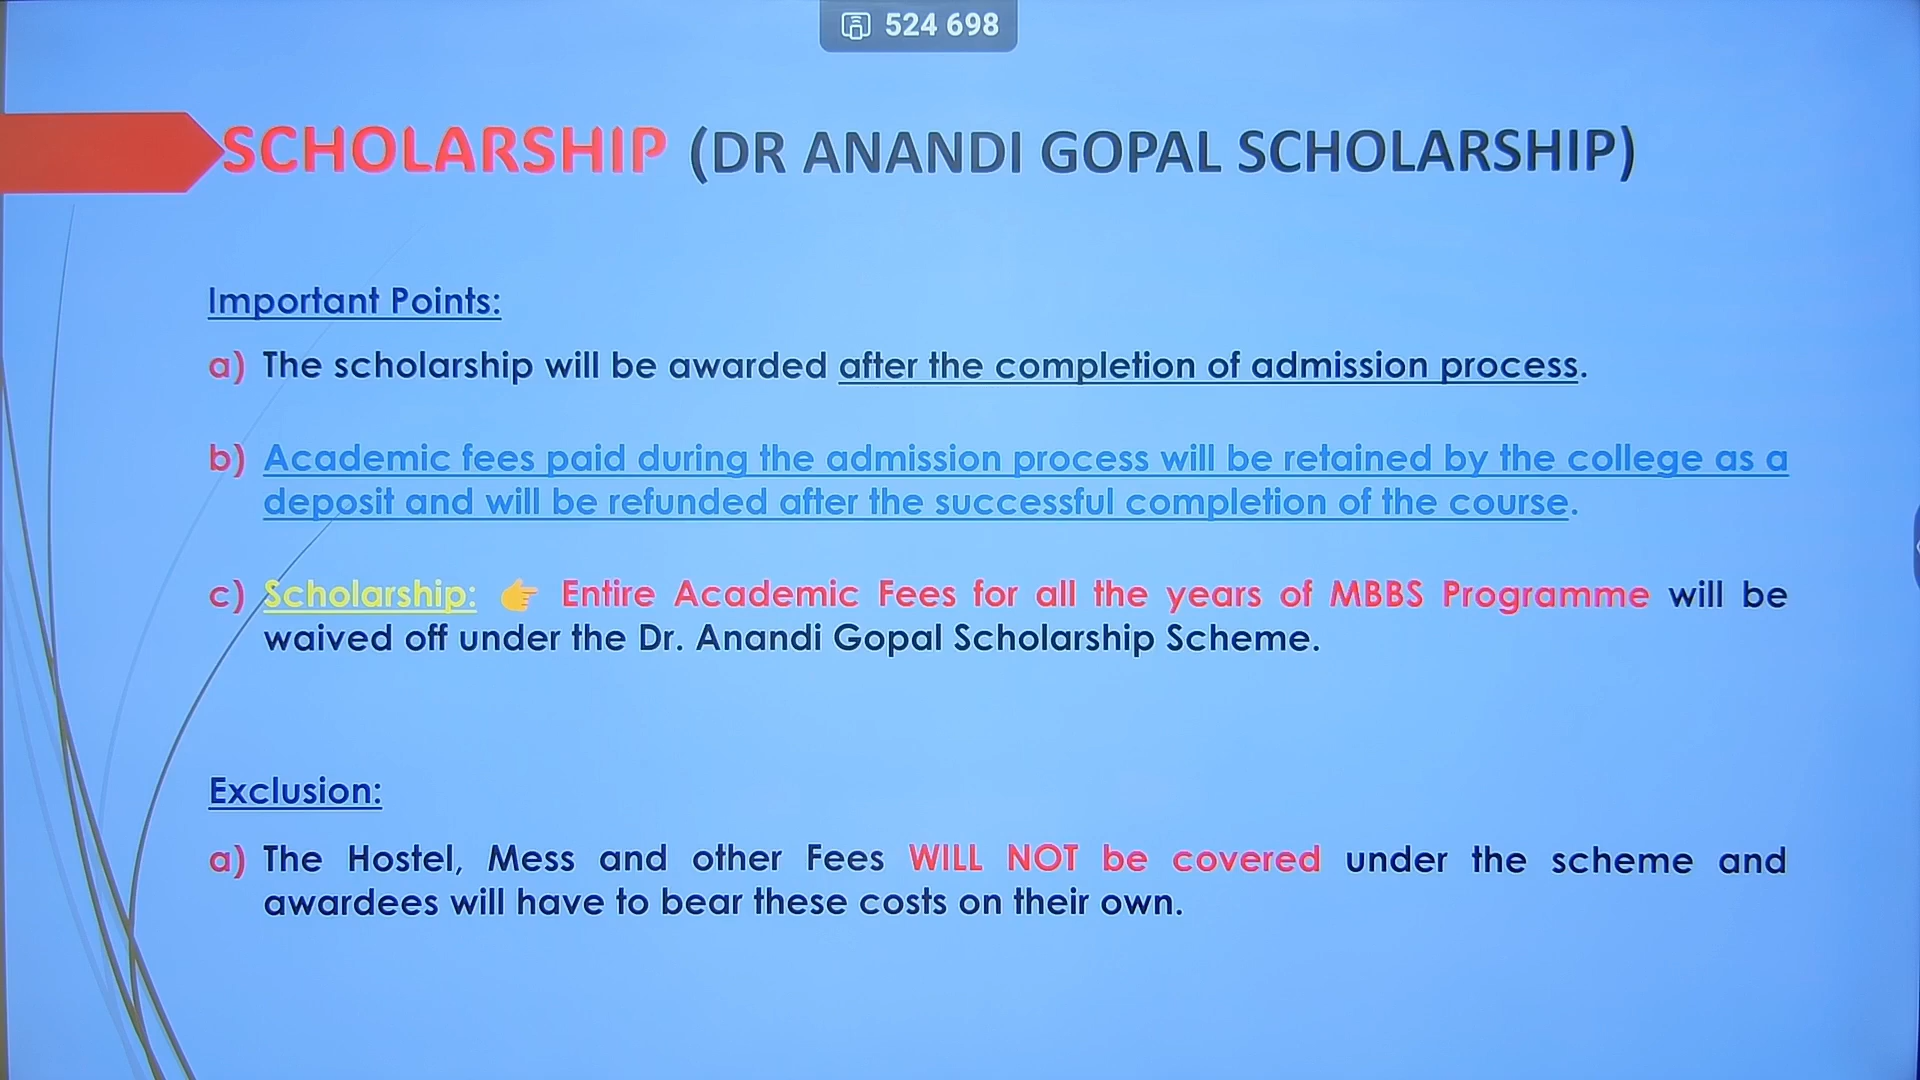 524 698
SCHOLARSHIP (DR ANANDI GOPAL SCHOLARSHIP)
Important Points:
a) The scholarship will be awarded after the completion of admission process.
b) Academic fees paid during the admission process will be retained by the college as a
deposit and will be refunded after the successful completion of the course.
c) Scholarship: 👉 Entire Academic Fees for all the years of MBBS Programme will be
waived off under the Dr. Anandi Gopal Scholarship Scheme.
Exclusion:
a) The Hostel, Mess and other Fees WILL NOT be covered under the scheme and
awardees will have to bear these costs on their own.